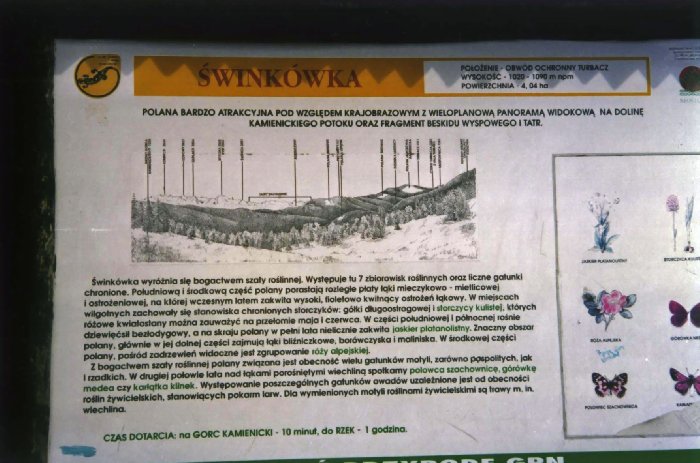 ŚWINKÓWKA
POŁOŻENIE - OBWÓD OCHRONNY TURBACZ
WYSOKOŚĆ - 1020 - 1090 m npm
POWIERZCHNIA - 4, 04 ha
POLANA BARDZO ATRAKCYJNA POD WZGLĘDEM KRAJOBRAZOWYM Z WIELOPLANOWĄ PANORAMĄ WIDOKOWĄ NA DOLINĘ
KAMIENICKIEGO POTOKU ORAZ FRAGMENT BESKIDU WYSPOWEGO I TATR.
Świnkówka wyróżnia się bogactwem szaty roślinnej. Występuje tu 7 zbiorowisk roślinnych oraz liczne gatunki
chronione. Południową i środkową część polany porastają rozległe płaty łąki mieczykowo - mietlicowej
i ostrożeniowej, na której wczesnym latem zakwita wysoki, fioletowo kwitnący ostrożeń łąkowy. W miejscach
wilgotnych zachowały się stanowiska chronionych storczyków: gółki długoostrogowej i storczycy kulistej, których
różowe kwiatostany można zauważyć na przełomie maja i czerwca. W części południowej i północnej rośnie
dziewięćsił bezłodygowy, a na skraju polany w pełni lata nielicznie zakwita jaskier platanolistny. Znaczny obszar
polany, głównie w jej dolnej części zajmują łąki bliźniczkowe, borówczyska i maliniska. W środkowej części
polany, pośród zadrzewień widoczne jest zgrupowanie róży alpejskiej.
Z bogactwem szaty roślinnej polany związana jest obecność wielu gatunków motyli, zarówno pospolitych, jak
i rzadkich. W drugiej połowie lata nad łąkami porośniętymi wiechliną spotkamy polowca szachownicę, górówkę
medea czy karłątka klinek. Występowanie poszczególnych gatunków owadów uzależnione jest od obecności
roślin żywicielskich, stanowiących pokarm larw. Dla wymienionych motyli roślinami żywicielskimi są trawy m. in.
wiechlina.
CZAS DOTARCIA: na GORC KAMIENICKI - 10 minut, do RZEK - 1 godzina.
JASKIER PLATANOLISTNY
STORCZYCA
RÓŻA ALPEJSKA
GÓRÓWKA
POLOWIEC SZACHOWNICA
PRZYRODĘ GPN